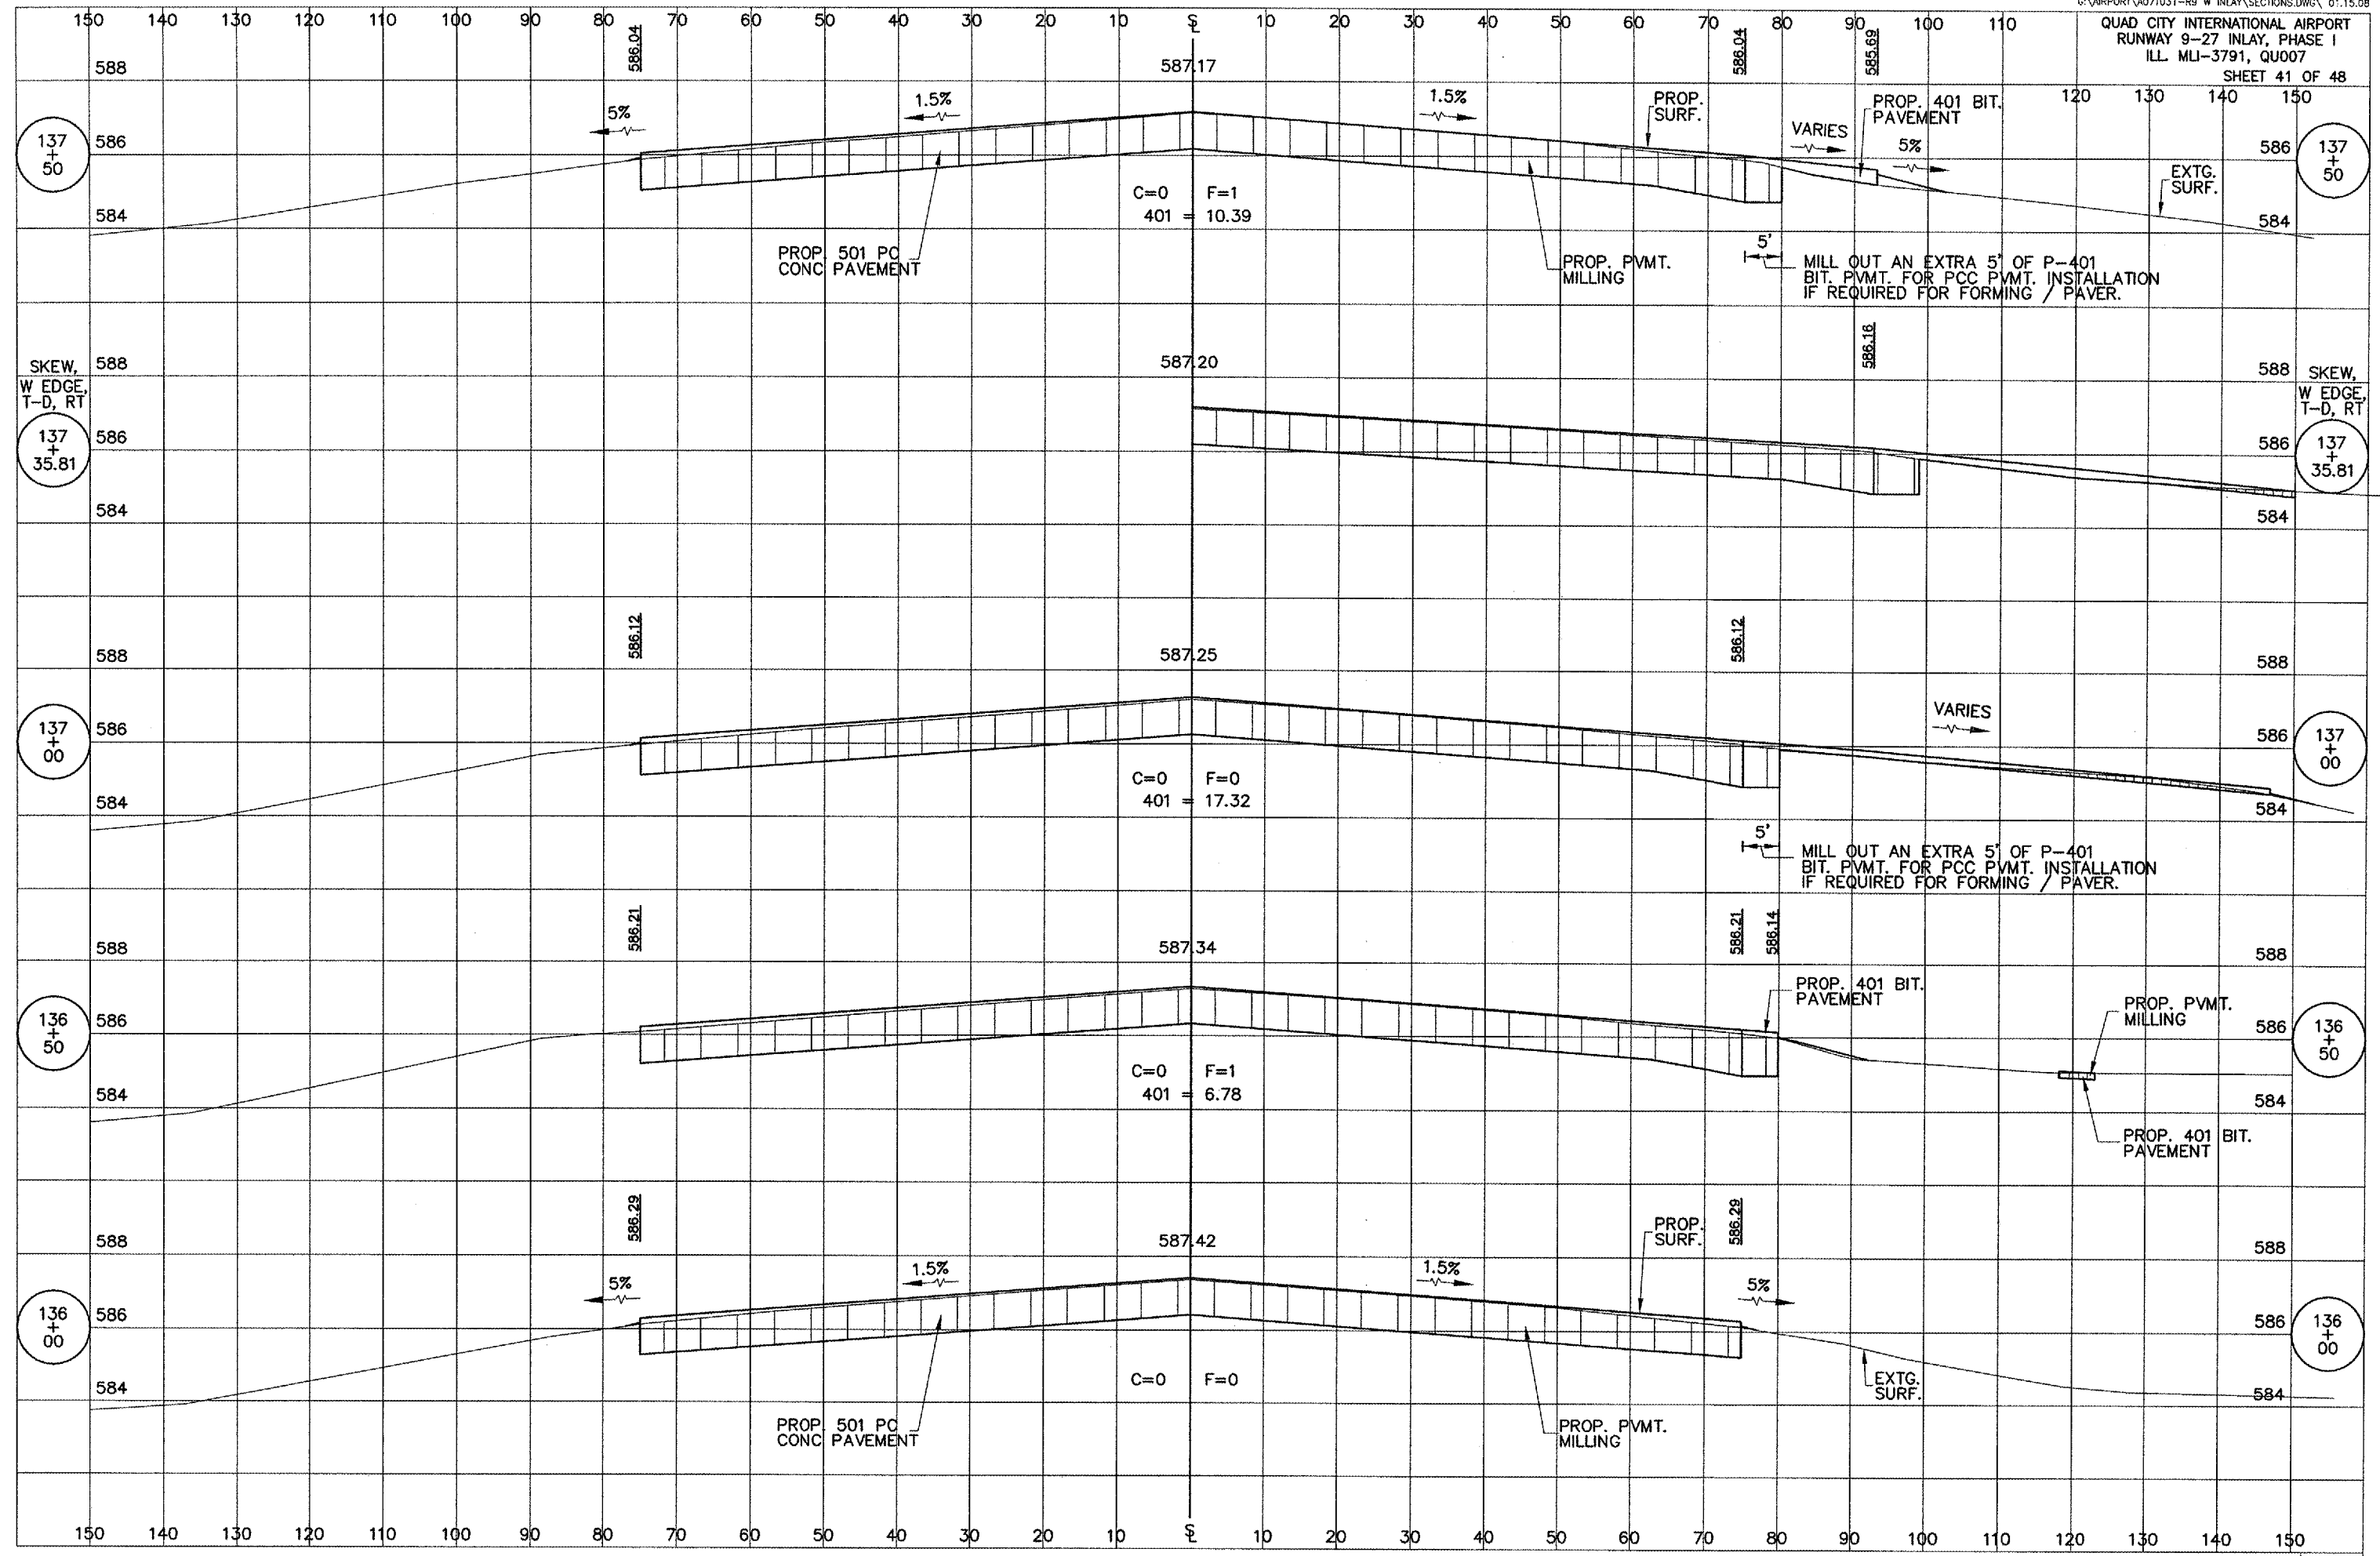 G:\AIRPORT\A071031-R9 W INLAY\SECTIONS.DWG\ 01.15.08
QUAD CITY INTERNATIONAL AIRPORT
RUNWAY 9-27 INLAY, PHASE I
ILL. MLI-3791, QU007
SHEET 41 OF 48
150 140 130 120 110 100 90 80 70 60 50 40 30 20 10 ℄ 10 20 30 40 50 60 70 80 90 100 110
120 130 140 150
586.04 587.17 586.04 585.69
588
5% 1.5% 1.5%
PROP.
SURF.
PROP. 401 BIT.
PAVEMENT
VARIES
5%
137
+
50
586 586
137
+
50
EXTG.
SURF.
C=0 F=1
401 = 10.39
584 584
PROP. 501 PC
CONC PAVEMENT
PROP. PVMT.
MILLING
5'
MILL OUT AN EXTRA 5' OF P-401
BIT. PVMT. FOR PCC PVMT. INSTALLATION
IF REQUIRED FOR FORMING / PAVER.
586.16
587.20
588 588
SKEW,
W EDGE,
T-D, RT
137
+
35.81
SKEW,
W EDGE,
T-D, RT
137
+
35.81
586 586
584 584
586.12 587.25 586.12
588 588
VARIES
137
+
00
586 586
137
+
00
C=0 F=0
401 = 17.32
584 584
5'
MILL OUT AN EXTRA 5' OF P-401
BIT. PVMT. FOR PCC PVMT. INSTALLATION
IF REQUIRED FOR FORMING / PAVER.
586.21 587.34 586.21 586.14
588 588
PROP. 401 BIT.
PAVEMENT
PROP. PVMT.
MILLING
136
+
50
586 586
136
+
50
C=0 F=1
401 = 6.78
584 584
PROP. 401 BIT.
PAVEMENT
586.29 587.42 586.29
588 588
PROP.
SURF.
5% 1.5% 1.5% 5%
136
+
00
586 586
136
+
00
C=0 F=0
EXTG.
SURF.
584 584
PROP. 501 PC
CONC PAVEMENT
PROP. PVMT.
MILLING
150 140 130 120 110 100 90 80 70 60 50 40 30 20 10 ℄ 10 20 30 40 50 60 70 80 90 100 110 120 130 140 150